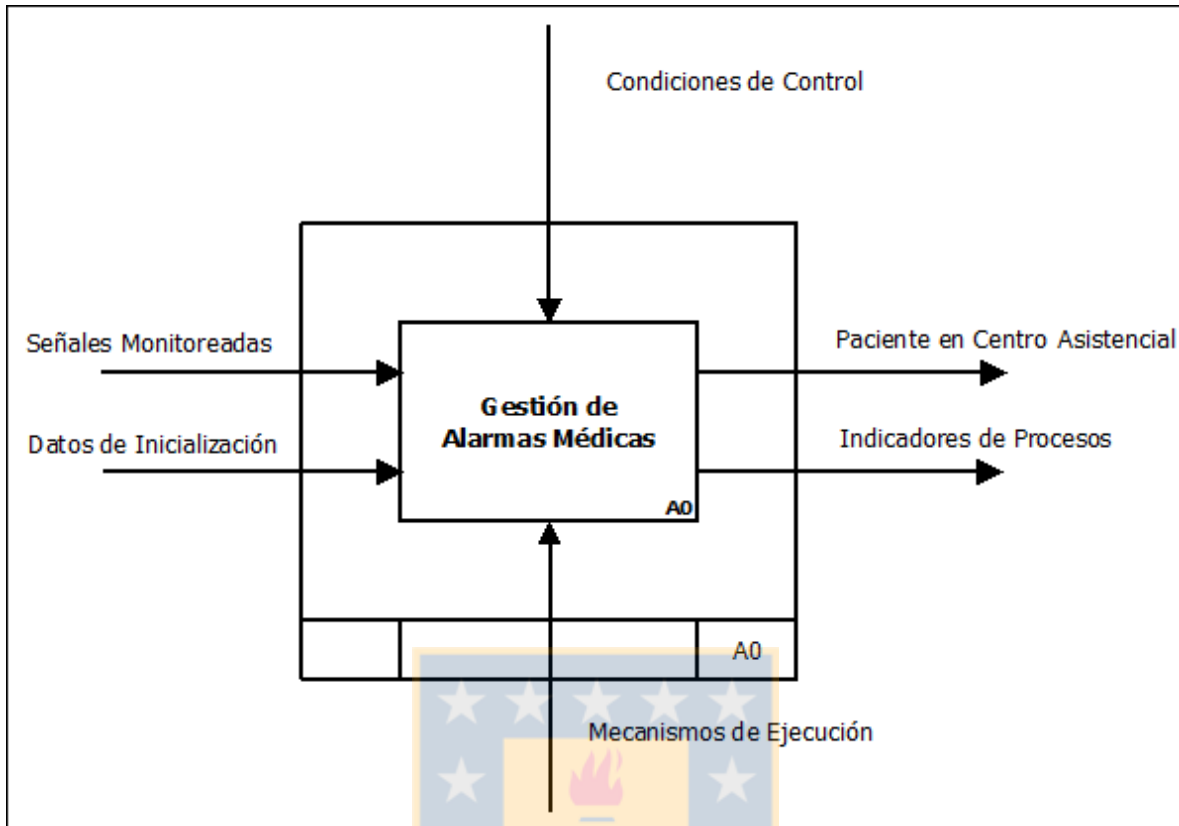 Condiciones de Control
Señales Monitoreadas
Paciente en Centro Asistencial
Gestión de
Alarmas Médicas
Datos de Inicialización
Indicadores de Procesos
A0
A0
Mecanismos de Ejecución